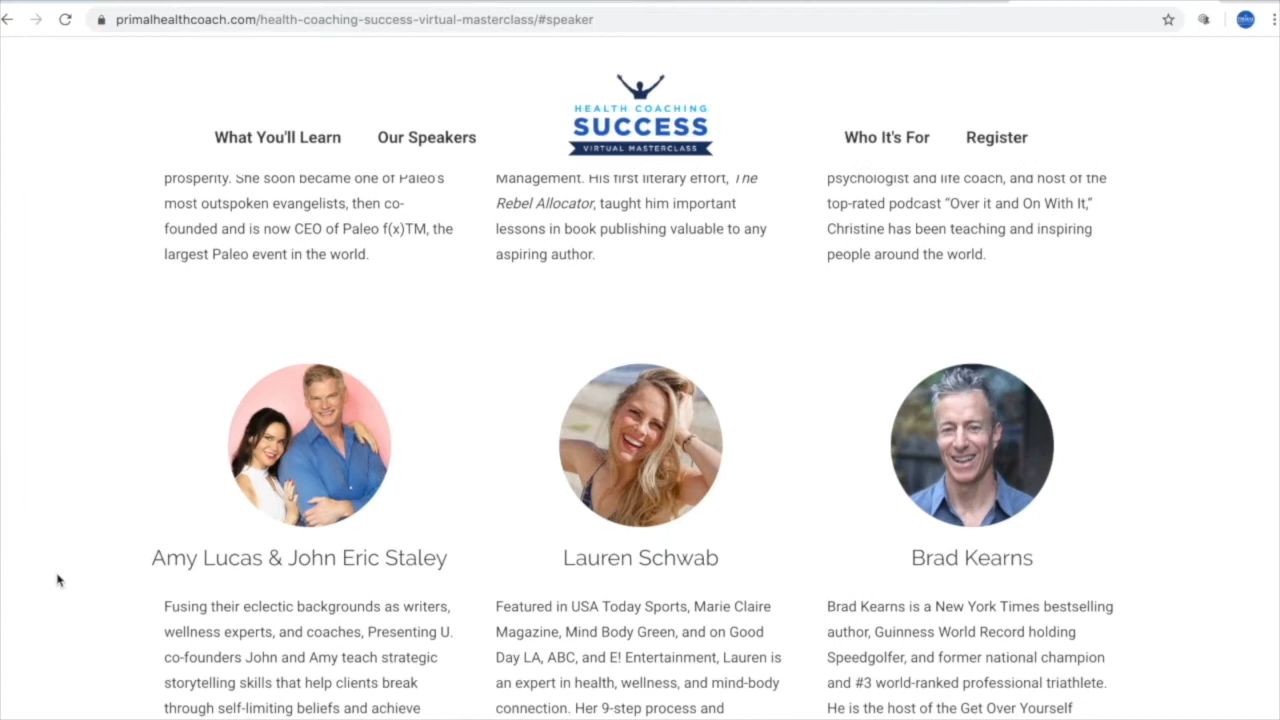 primalhealthcoach.com/health-coaching-success-virtual-masterclass/#speaker
What You'll Learn
Our Speakers
HEALTH COACHING
SUCCESS
VIRTUAL MASTERCLASS
Who It's For
Register
prosperity. She soon became one of Paleo's
most outspoken evangelists, then co-
founded and is now CEO of Paleo f(x)TM, the
largest Paleo event in the world.
Management. His first literary effort, The
Rebel Allocator, taught him important
lessons in book publishing valuable to any
aspiring author.
psychologist and life coach, and host of the
top-rated podcast “Over it and On With It,”
Christine has been teaching and inspiring
people around the world.
Amy Lucas & John Eric Staley
Fusing their eclectic backgrounds as writers,
wellness experts, and coaches, Presenting U.
co-founders John and Amy teach strategic
storytelling skills that help clients break
through self-limiting beliefs and achieve
Lauren Schwab
Featured in USA Today Sports, Marie Claire
Magazine, Mind Body Green, and on Good
Day LA, ABC, and E! Entertainment, Lauren is
an expert in health, wellness, and mind-body
connection. Her 9-step process and
Brad Kearns
Brad Kearns is a New York Times bestselling
author, Guinness World Record holding
Speedgolfer, and former national champion
and #3 world-ranked professional triathlete.
He is the host of the Get Over Yourself